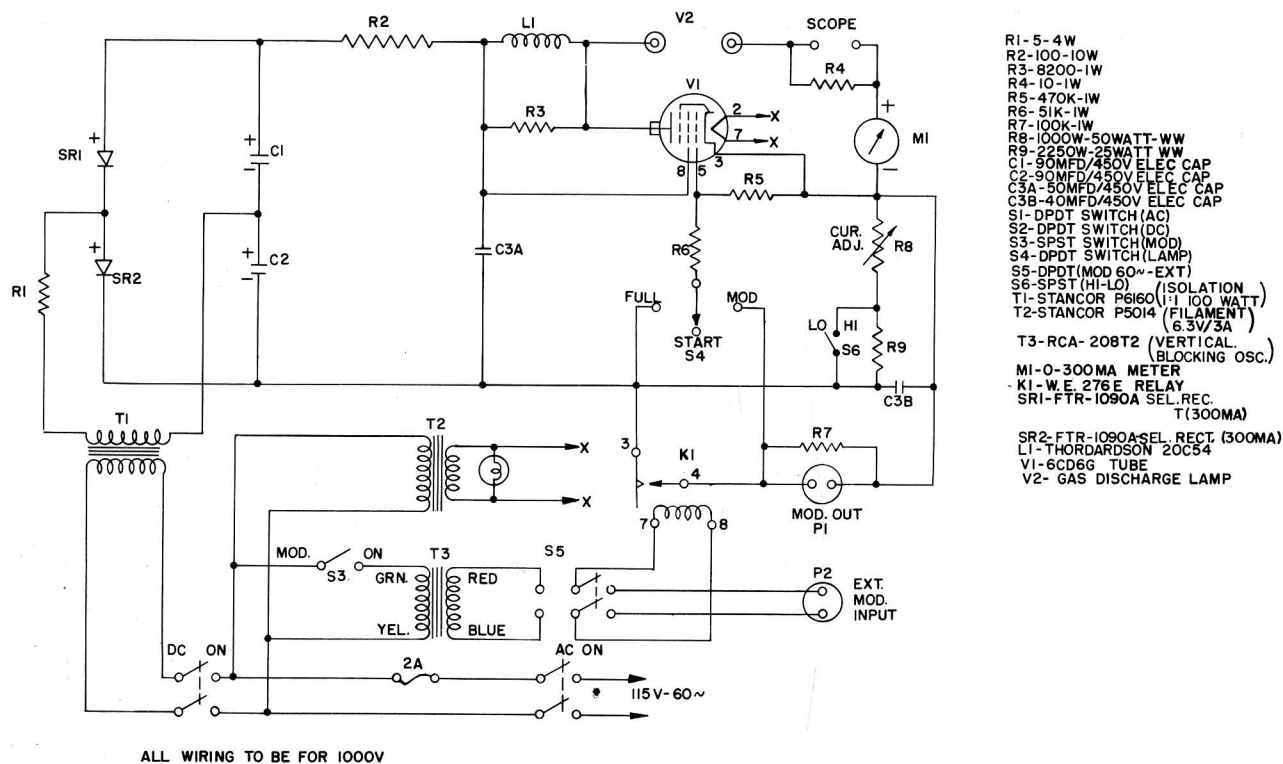 R2
L1
V2
SCOPE
R4
V1
2
X
+
R3
7
X
M1
3
−
8 5
R5
+
SR1
+
C1
−
+
SR2
+
C2
−
C3A
R6
CUR.
ADJ.
R8
R1
FULL
MOD
START
S4
LO
HI
S6
R9
C3B
T1
T2
X
X
3
K1
4
R7
MOD. OUT
P1
7
8
MOD.
ON
S3.
GRN.
T3
RED
S5
P2
EXT.
MOD.
INPUT
YEL.
BLUE
DC ON
2A
AC ON
115V-60~
ALL WIRING TO BE FOR 1000V
R1-5-4W
R2-100-10W
R3-8200-1W
R4-10-1W
R5-470K-1W
R6-51K-1W
R7-100K-1W
R8-1000W-50WATT-WW
R9-2250W-25WATT WW
C1-90MFD/450V ELEC CAP
C2-90MFD/450V ELEC CAP
C3A-50MFD/450V ELEC CAP
C3B-40MFD/450V ELEC CAP
S1-DPDT SWITCH(AC)
S2-DPDT SWITCH(DC)
S3-SPST SWITCH(MOD)
S4-DPDT SWITCH(LAMP)
S5-DPDT(MOD 60~-EXT)
S6-SPST (HI-LO)
T1-STANCOR P6160 (ISOLATION
1:1 100 WATT)
T2-STANCOR P5014 (FILAMENT)
6.3V/3A
T3-RCA-208T2 (VERTICAL.
BLOCKING OSC.)
M1-0-300MA METER
K1-W.E. 276E RELAY
SR1-FTR-1090A SEL.REC.
T(300MA)
SR2-FTR-1090A-SEL. RECT. (300MA)
L1-THORDARDSON 20C54
V1-6CD6G TUBE
V2- GAS DISCHARGE LAMP